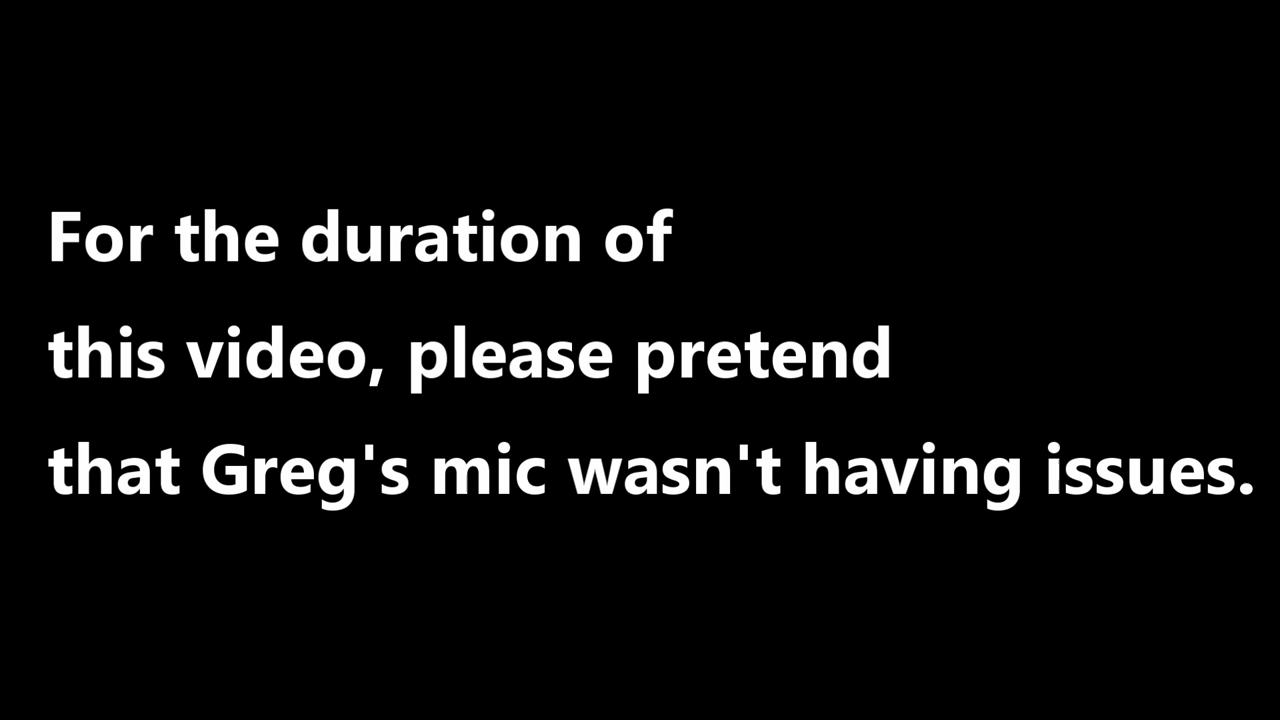 For the duration of
this video, please pretend
that Greg's mic wasn't having issues.